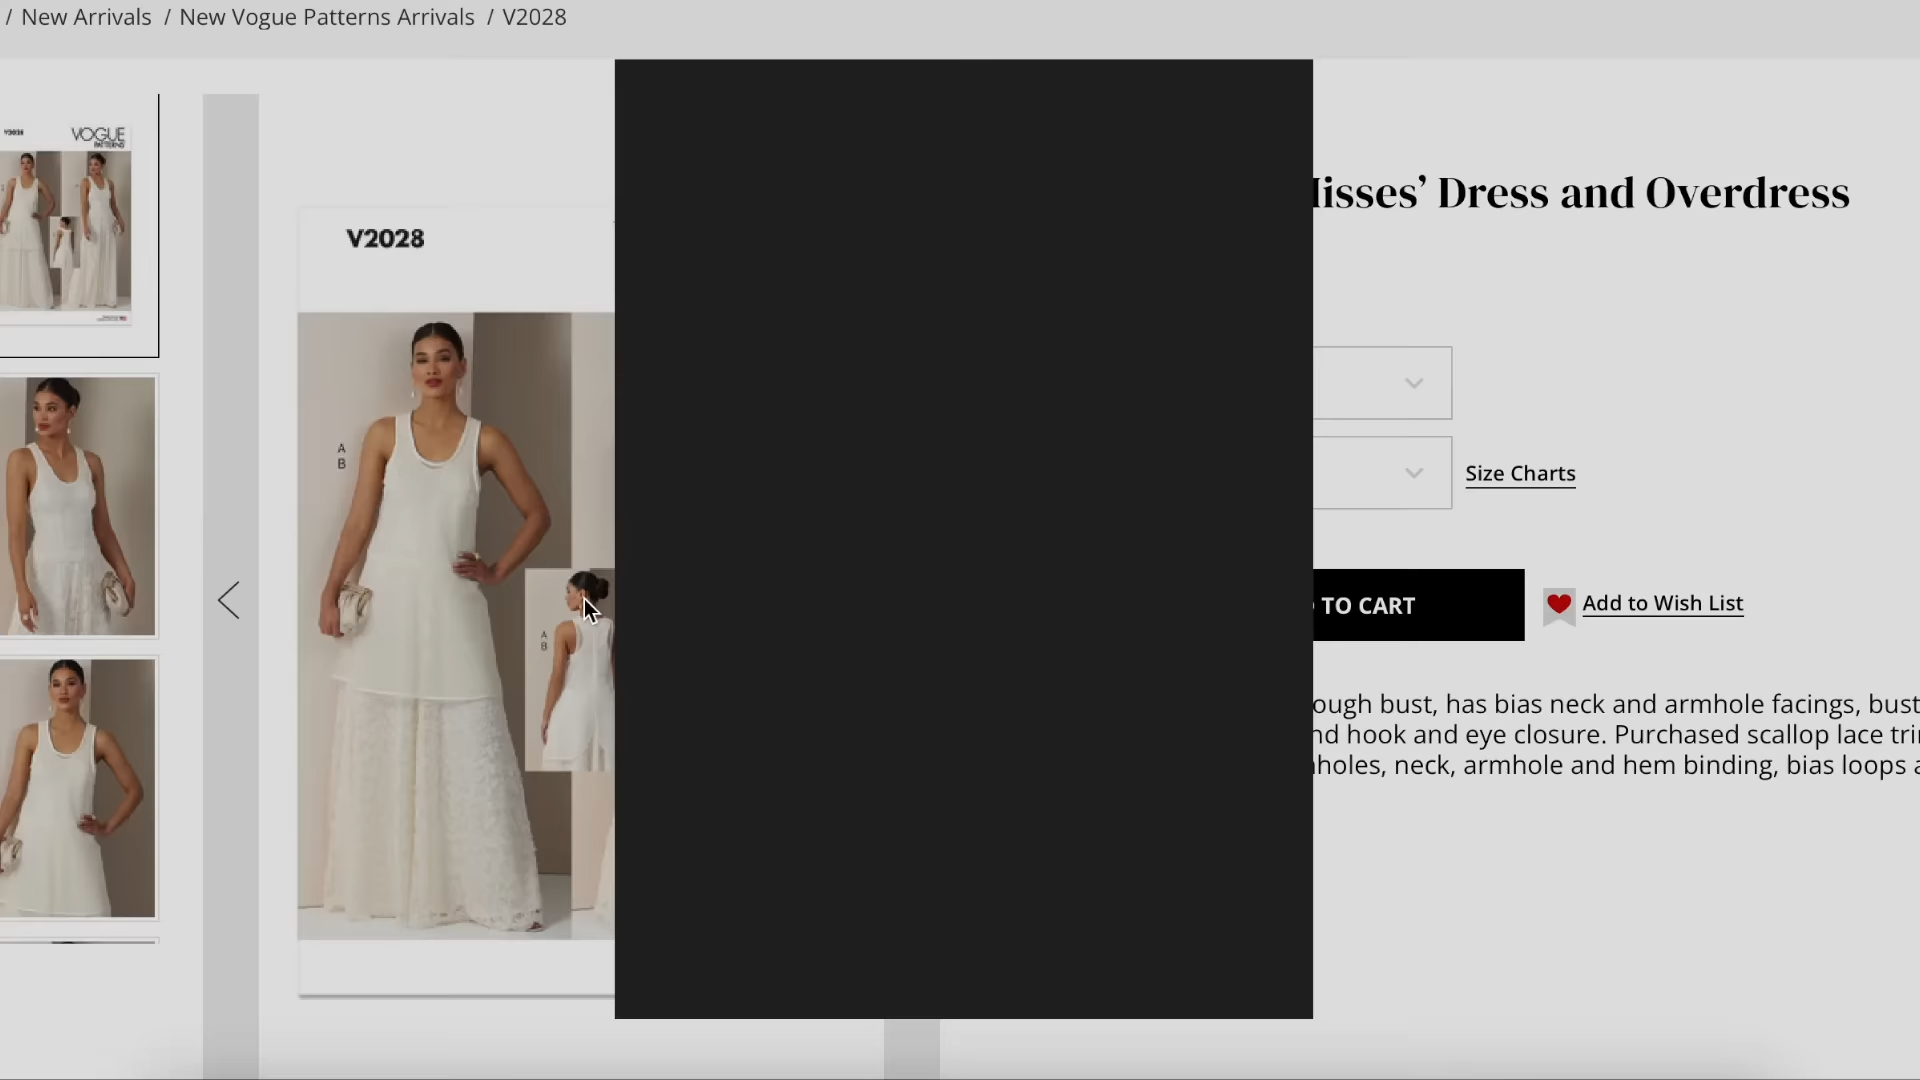 / New Arrivals / New Vogue Patterns Arrivals / V2028
V2028
VOGUE
PATTERNS
isses’ Dress and Overdress
V2028
A
B
Size Charts
A
B
TO CART
Add to Wish List
ough bust, has bias neck and armhole facings, bust
nd hook and eye closure. Purchased scallop lace tri
holes, neck, armhole and hem binding, bias loops a